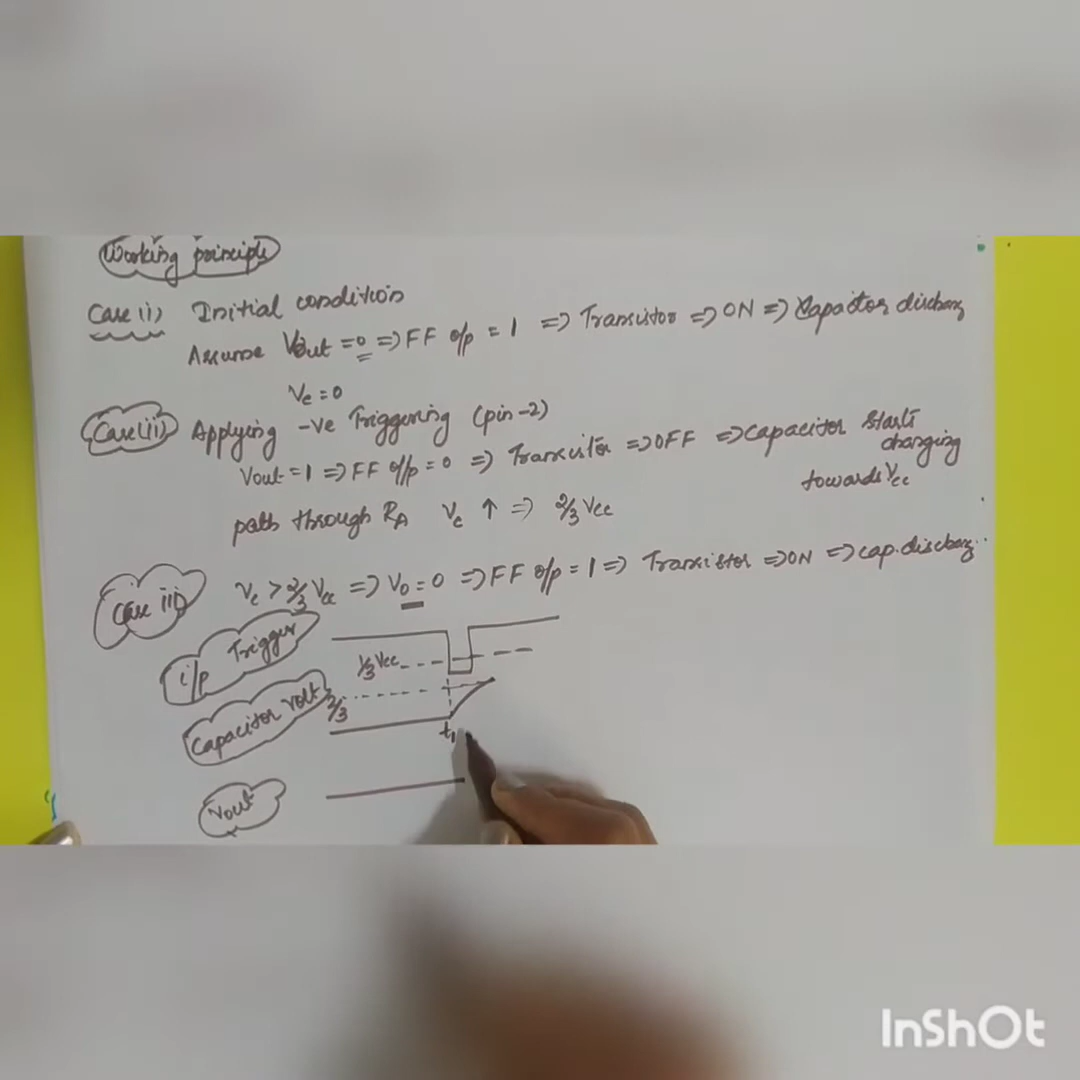 Working principle
Case (i) Initial condition
Assume Vout = 0 => FF o/p = 1 => Transistor => ON => Capacitor discharg
Vc = 0
Case (ii) Applying -ve Triggering (pin-2)
Vout = 1 => FF o/p = 0 => Transistor => OFF => Capacitor starts
charging
towards Vcc
path through RA Vc ↑ => 2/3 Vcc
Case iii Vc > 2/3 Vcc => V0 = 0 => FF o/p = 1 => Transistor => ON => cap. discharg..
i/p Trigger
1/3 Vcc
Capacitor volt
2/3
t1
Vout
InShOt